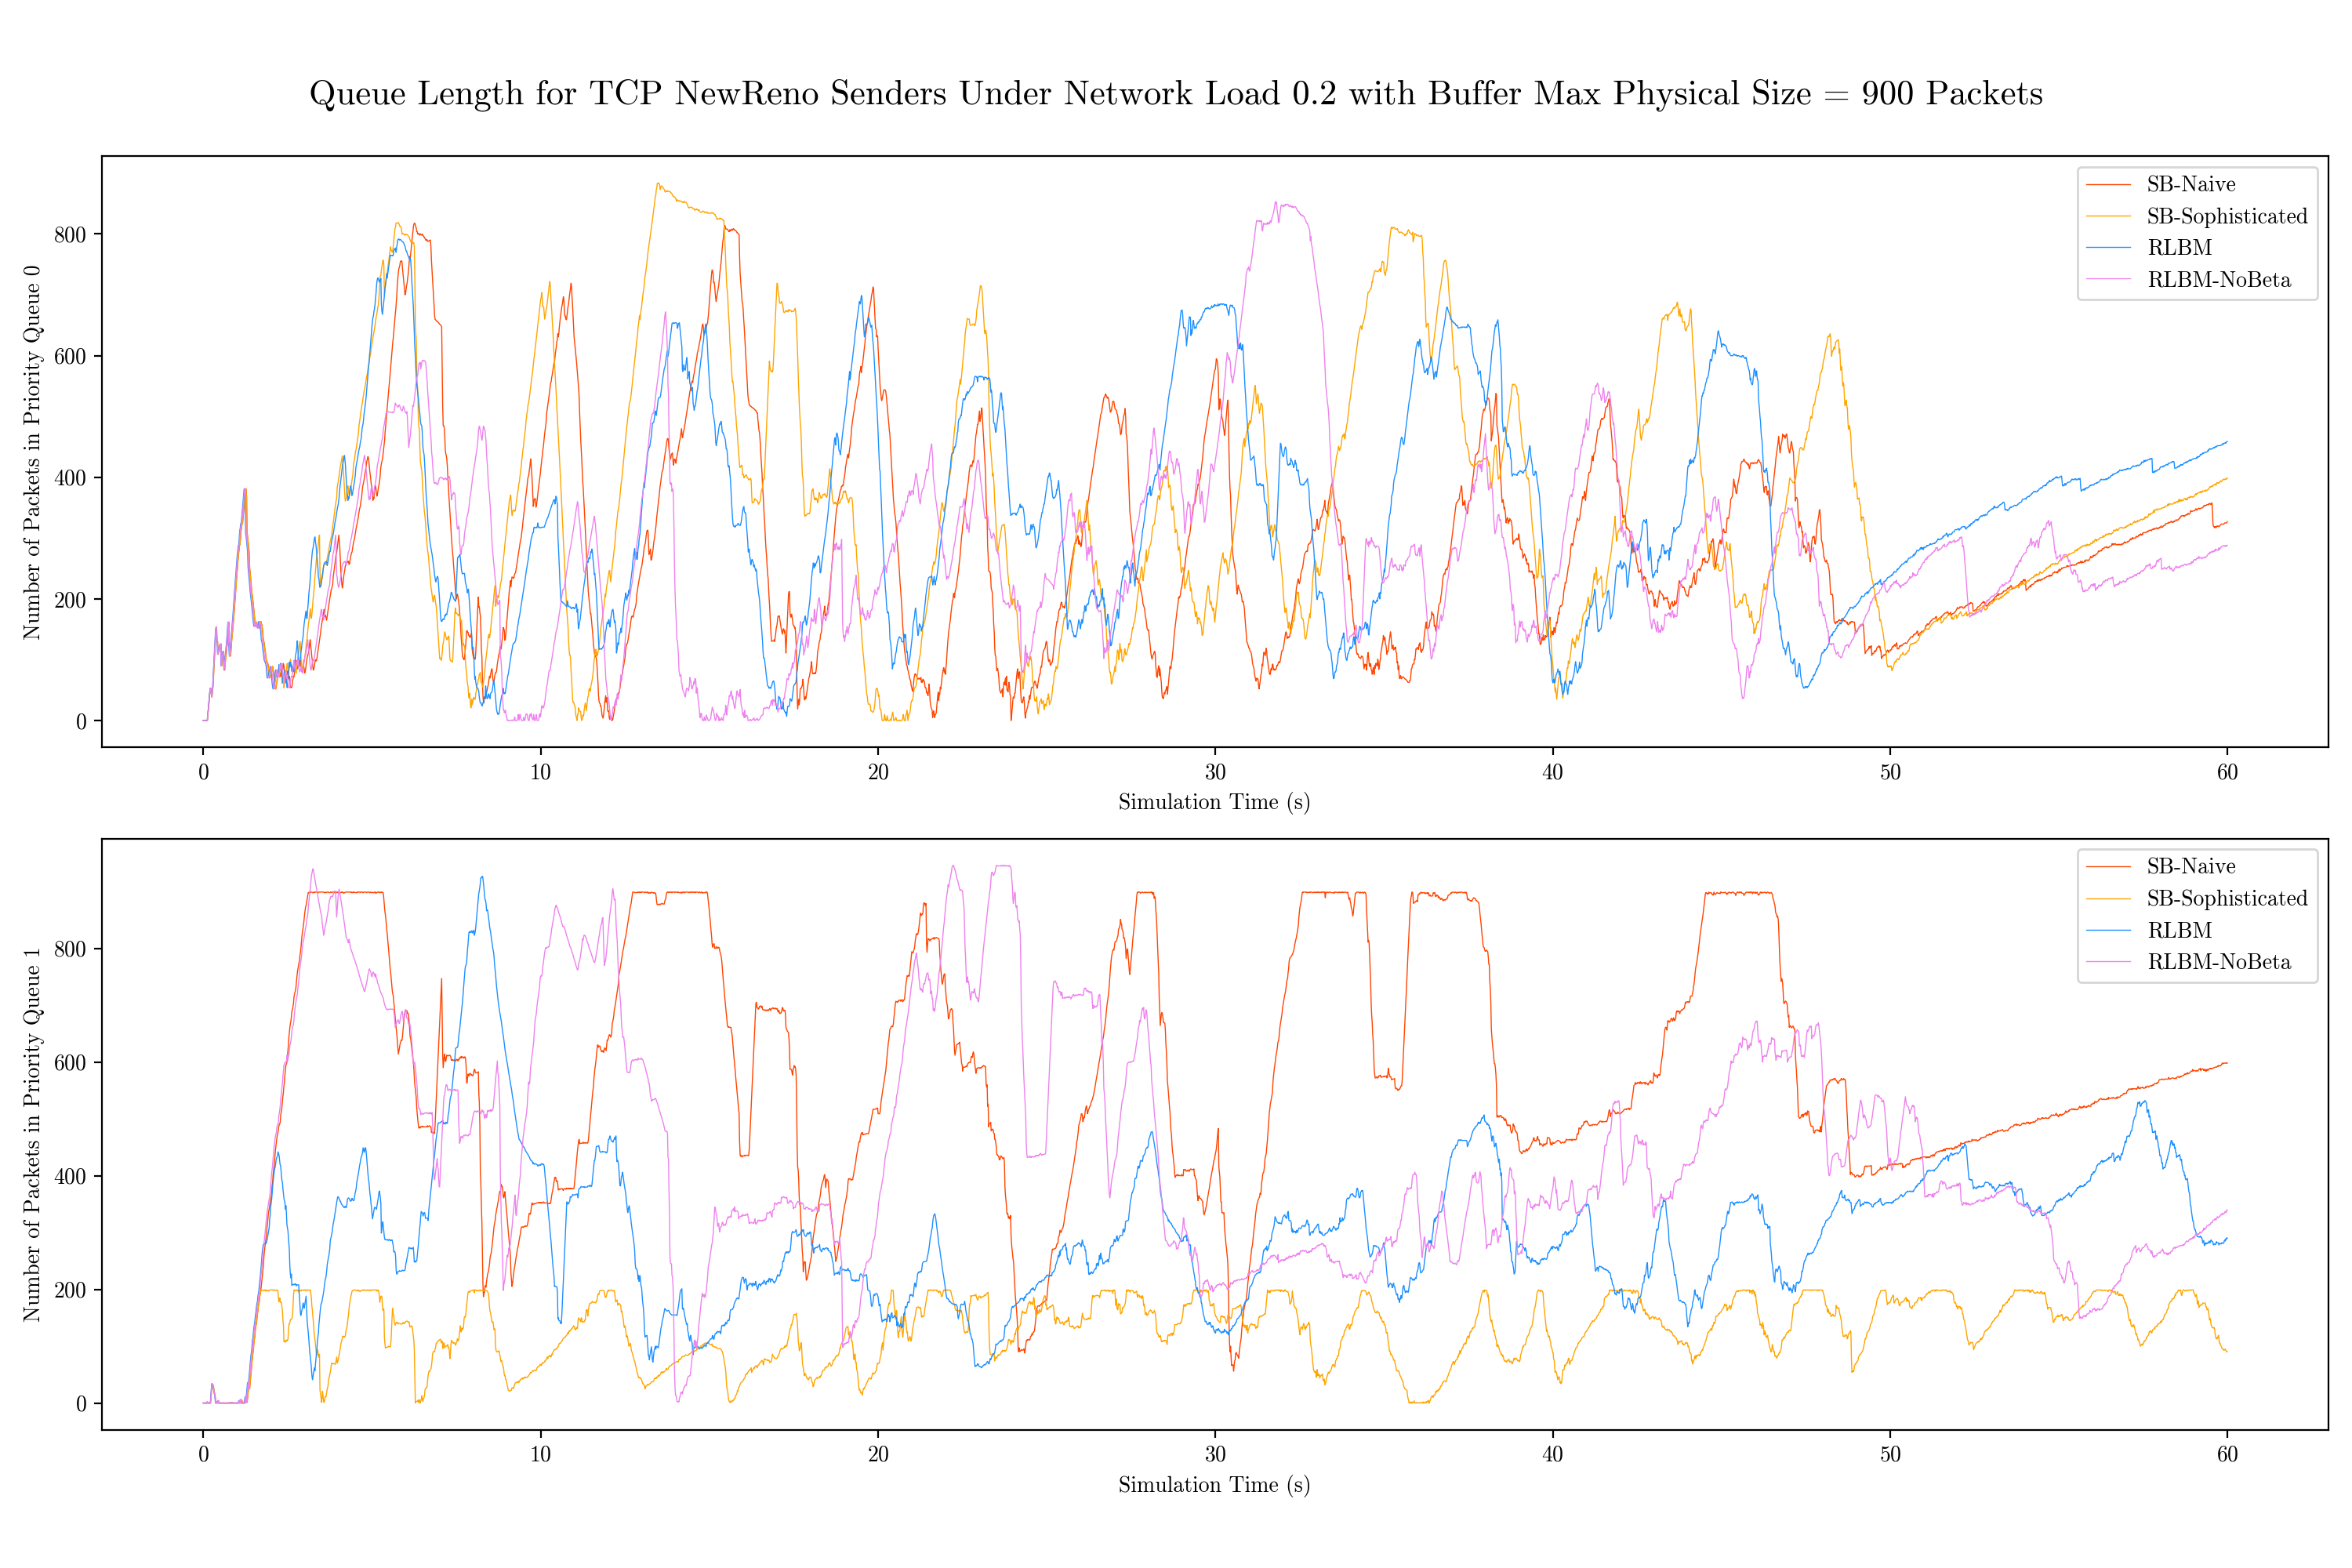 Queue Length for TCP NewReno Senders Under Network Load 0.2 with Buffer Max Physical Size = 900 Packets
Number of Packets in Priority Queue 0
800
600
400
200
0
SB-Naive
SB-Sophisticated
RLBM
RLBM-NoBeta
0 10 20 30 40 50 60
Simulation Time (s)
Number of Packets in Priority Queue 1
800
600
400
200
0
SB-Naive
SB-Sophisticated
RLBM
RLBM-NoBeta
0 10 20 30 40 50 60
Simulation Time (s)